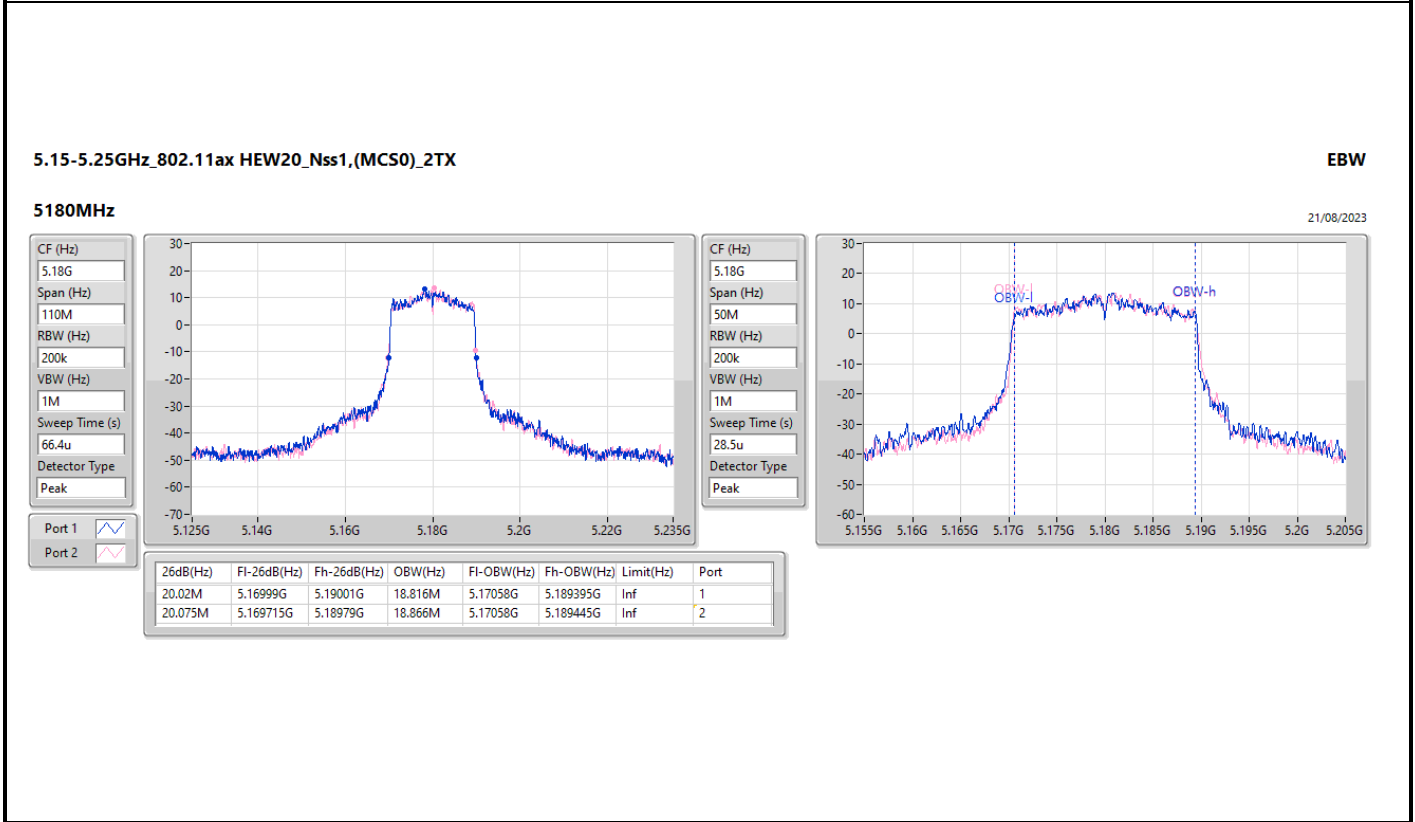 5.15-5.25GHz_802.11ax HEW20_Nss1,(MCS0)_2TX
EBW
5180MHz
21/08/2023
CF (Hz)
5.18G
Span (Hz)
110M
RBW (Hz)
200k
VBW (Hz)
1M
Sweep Time (s)
66.4u
Detector Type
Peak
Port 1
Port 2
30
20
10
0
-10
-20
-30
-40
-50
-60
-70
5.125G 5.14G 5.16G 5.18G 5.2G 5.22G 5.235G
CF (Hz)
5.18G
Span (Hz)
50M
RBW (Hz)
200k
VBW (Hz)
1M
Sweep Time (s)
28.5u
Detector Type
Peak
30
20
10
0
-10
-20
-30
-40
-50
-60
OBW-l
OBW-l
OBW-h
5.155G 5.16G 5.165G 5.17G 5.175G 5.18G 5.185G 5.19G 5.195G 5.2G 5.205G
26dB(Hz) Fl-26dB(Hz) Fh-26dB(Hz) OBW(Hz) Fl-OBW(Hz) Fh-OBW(Hz) Limit(Hz) Port
20.02M 5.16999G 5.19001G 18.816M 5.17058G 5.189395G Inf 1
20.075M 5.169715G 5.18979G 18.866M 5.17058G 5.189445G Inf 2